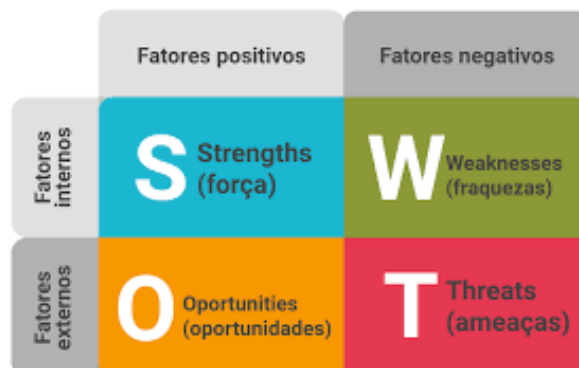 Fatores positivos
Fatores negativos
Fatores
internos
S
Strengths
(força)
W
Weaknesses
(fraquezas)
Fatores
externos
O
Oportunities
(oportunidades)
T
Threats
(ameaças)